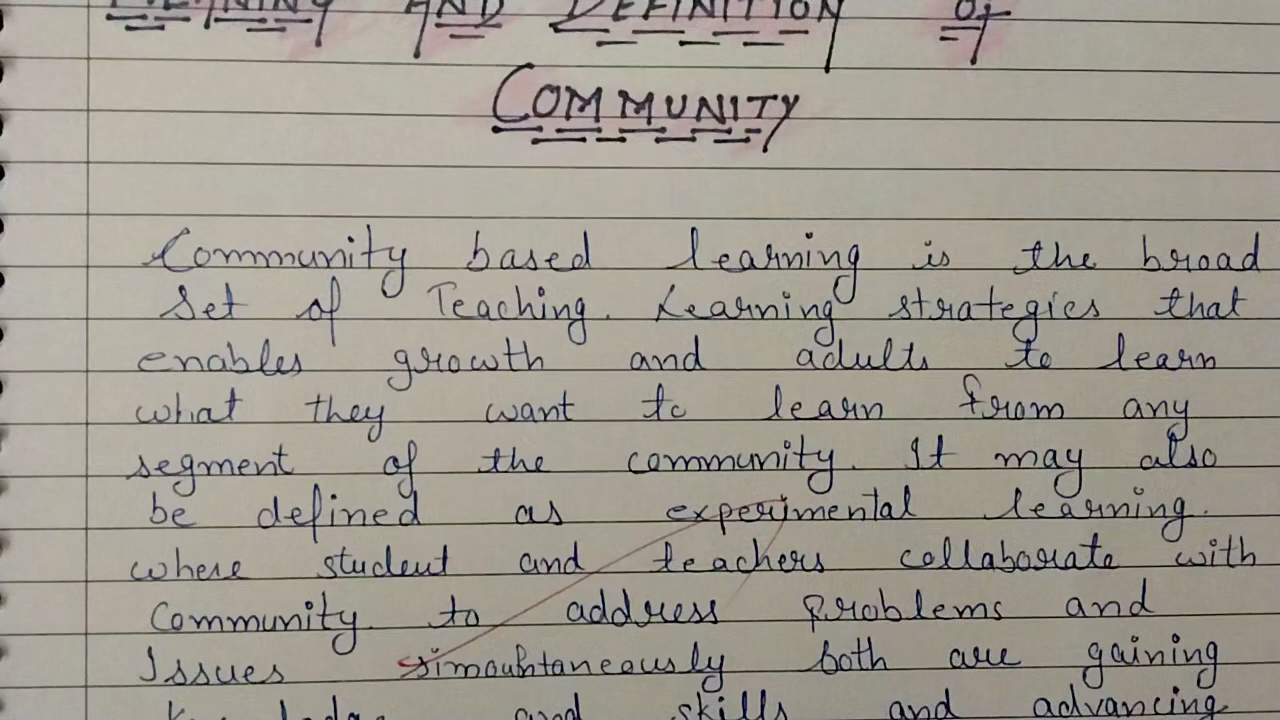 MEANING AND DEFINITION Of
COMMUNITY
Community based learning is the broad
Set of Teaching. Learning strategies that
enables growth and adults to learn
what they want to learn from any
segment of the community. It may also
be defined as experimental learning.
where student and teachers collaborate with
Community to address problems and
Issues simoultaneously both are gaining
and skills and advancing